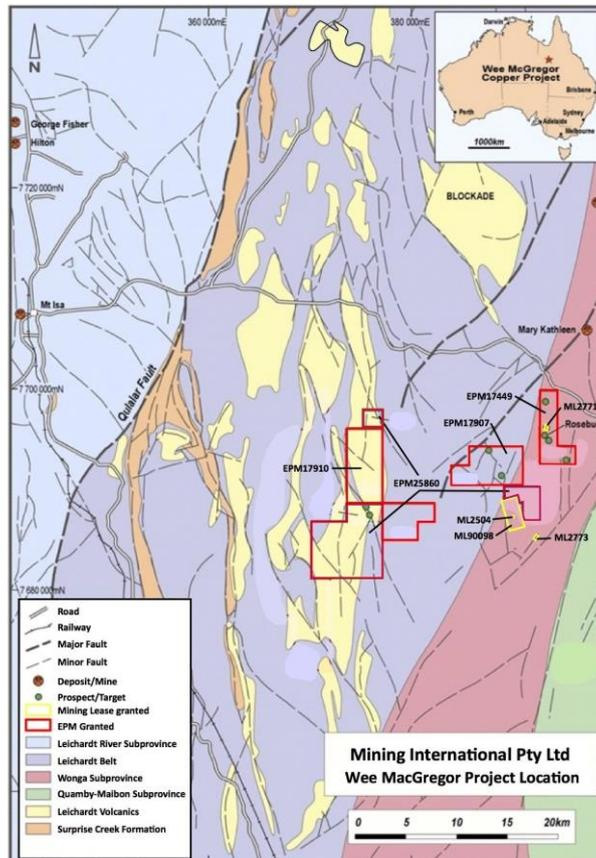 360 000mE
380 000mE
N
Darwin
Wee McGregor
Copper Project
Brisbane
Perth
Adelaide
Sydney
Melbourne
1000km
George Fisher
Hilton
7 720 000mN
BLOCKADE
Mt Isa
Mary Kathleen
Quialar Fault
7 700 000mN
EPM17449
ML2771
Rosebu
EPM17907
EPM17910
EPM25860
ML2504
ML90098
ML2773
7 680 000mN
Road
Railway
Major Fault
Minor Fault
Deposit/Mine
Prospect/Target
Mining Lease granted
EPM Granted
Leichardt River Subprovince
Leichardt Belt
Wonga Subprovince
Quamby-Maibon Subprovince
Leichardt Volcanics
Surprise Creek Formation
Mining International Pty Ltd
Wee MacGregor Project Location
0 5 10 15 20km